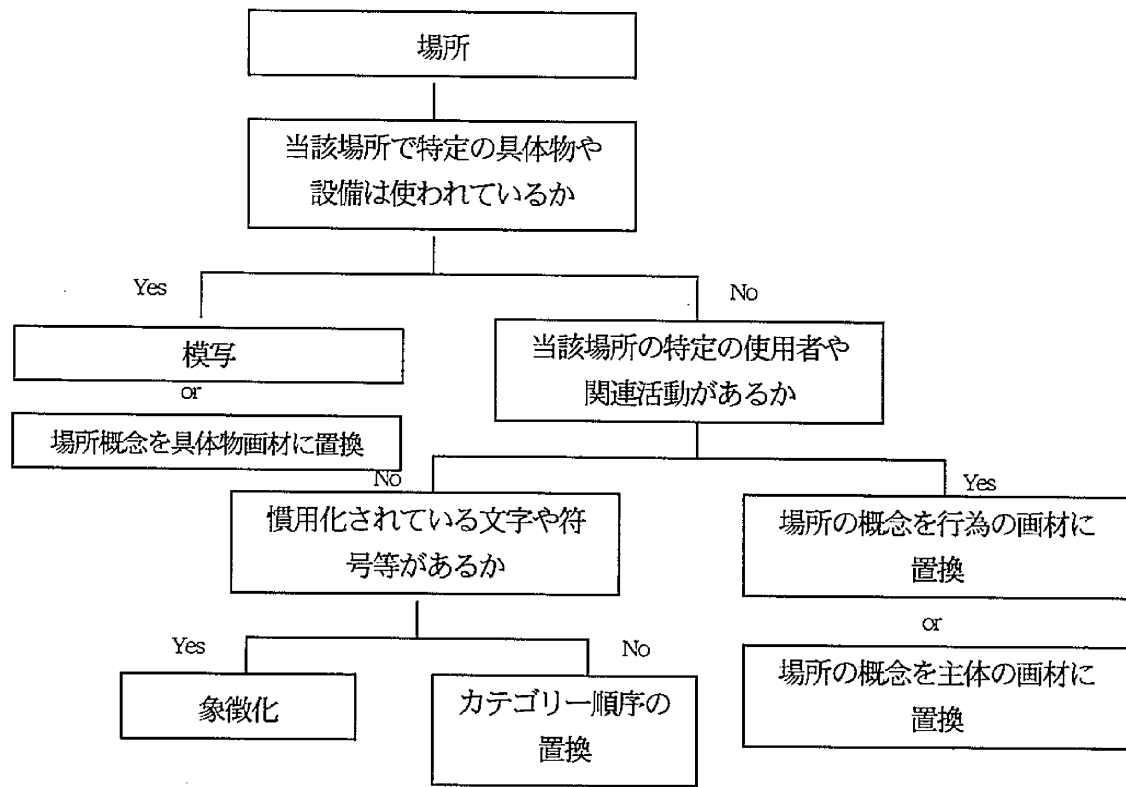 場所
当該場所で特定の具体物や
設備は使われているか
Yes
No
模写
or
場所概念を具体物画材に置換
当該場所の特定の使用者や
関連活動があるか
No
Yes
慣用化されている文字や符
号等があるか
場所の概念を行為の画材に
置換
or
場所の概念を主体の画材に
置換
Yes
No
象徴化
カテゴリー順序の
置換